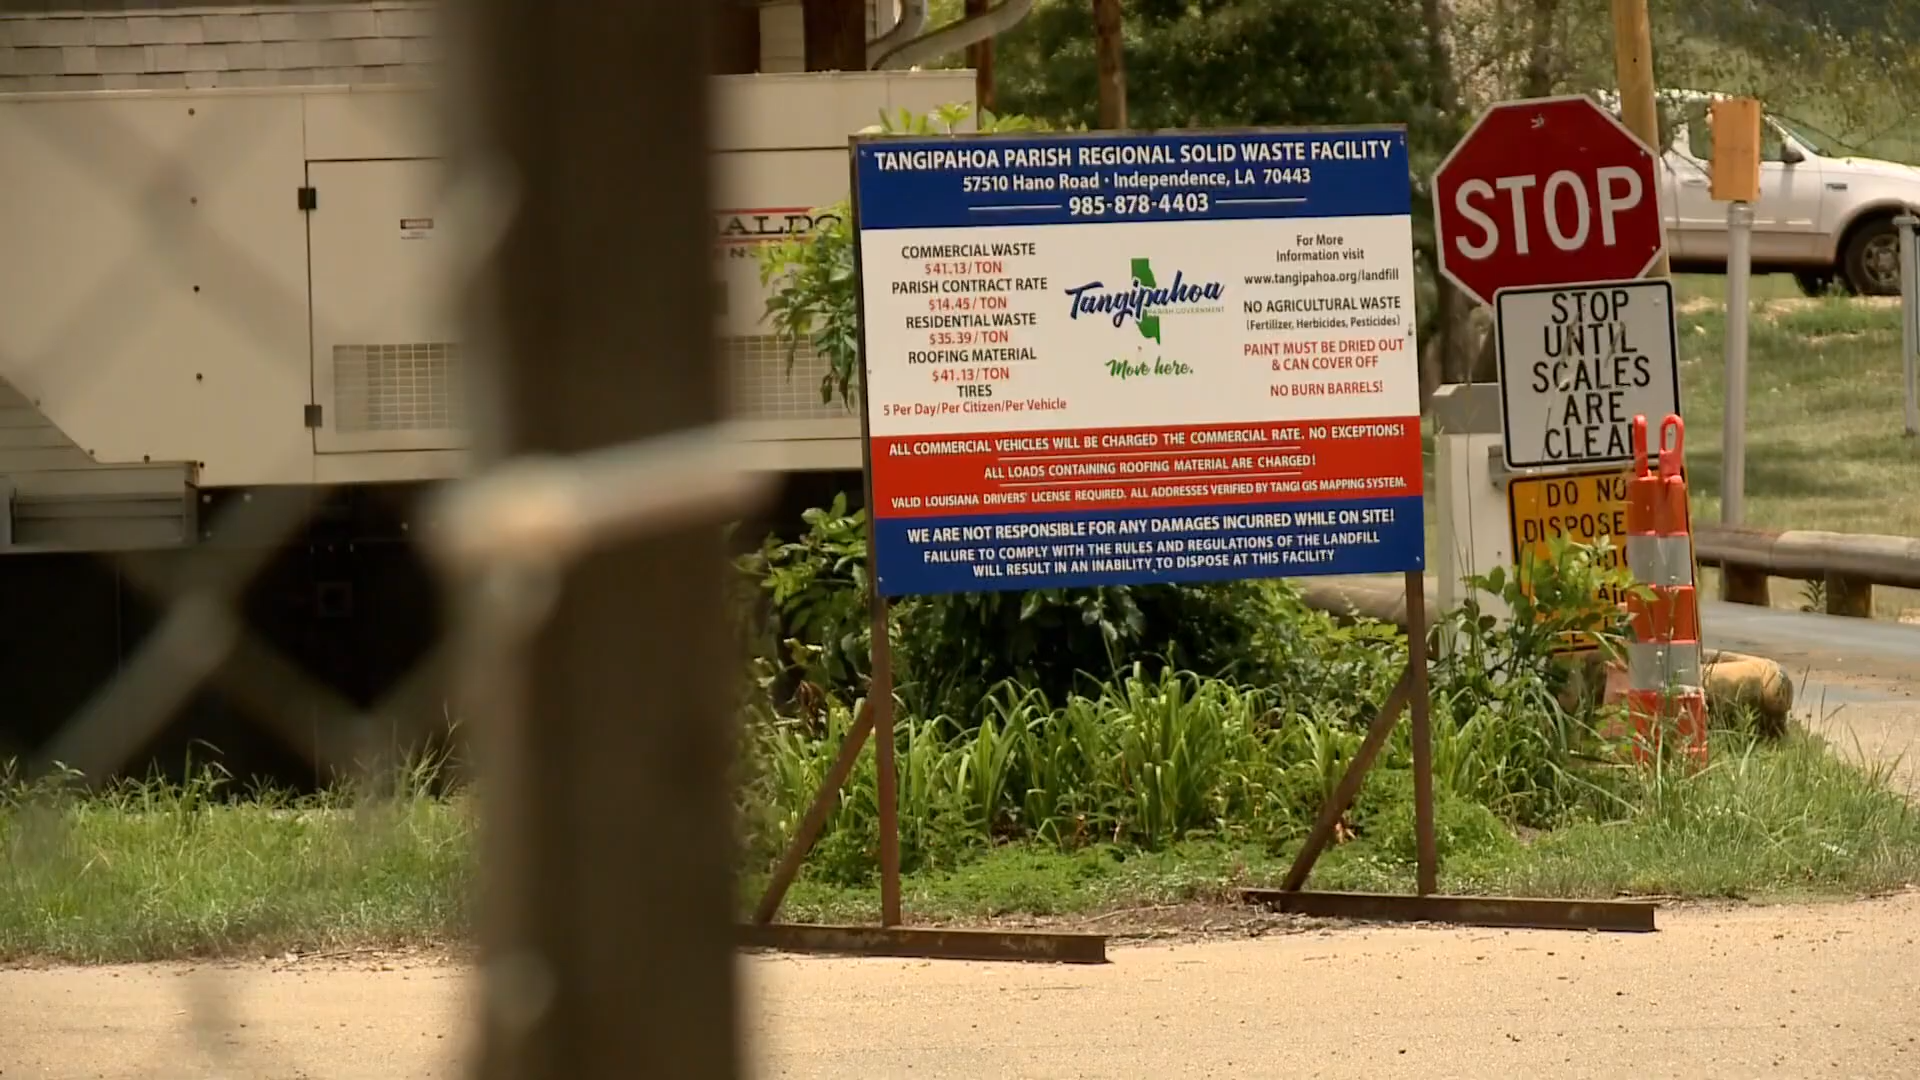 TANGIPAHOA PARISH REGIONAL SOLID WASTE FACILITY
57510 Hano Road · Independence, LA 70443
985-878-4403
COMMERCIAL WASTE
$41.13/TON
PARISH CONTRACT RATE
$14.45/TON
RESIDENTIAL WASTE
$35.39/TON
ROOFING MATERIAL
$41.13/TON
TIRES
5 Per Day/Per Citizen/Per Vehicle
Tangipahoa
PARISH GOVERNMENT
Move here.
For More
Information visit
www.tangipahoa.org/landfill
NO AGRICULTURAL WASTE
(Fertilizer, Herbicides, Pesticides)
PAINT MUST BE DRIED OUT
& CAN COVER OFF
NO BURN BARRELS!
ALL COMMERCIAL VEHICLES WILL BE CHARGED THE COMMERCIAL RATE. NO EXCEPTIONS!
ALL LOADS CONTAINING ROOFING MATERIAL ARE CHARGED!
VALID LOUISIANA DRIVERS' LICENSE REQUIRED. ALL ADDRESSES VERIFIED BY TANGI GIS MAPPING SYSTEM.
WE ARE NOT RESPONSIBLE FOR ANY DAMAGES INCURRED WHILE ON SITE!
FAILURE TO COMPLY WITH THE RULES AND REGULATIONS OF THE LANDFILL
WILL RESULT IN AN INABILITY TO DISPOSE AT THIS FACILITY
STOP
STOP
UNTIL
SCALES
ARE
CLEA
DO NO
DISPOSE